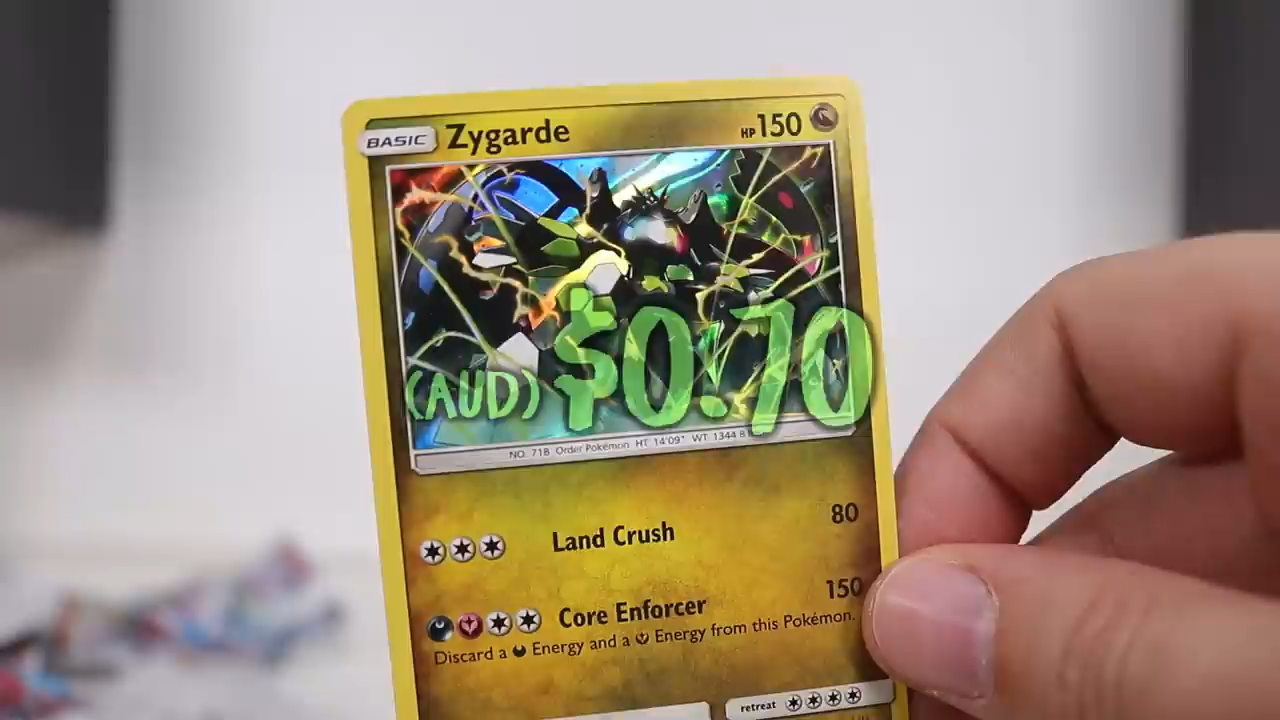 BASIC Zygarde HP 150
(AUD) $0.70
NO. 718 Order Pokémon HT 14'09" WT 1344
Land Crush 80
Core Enforcer 150
Discard a Energy and a Energy from this Pokémon.
retreat